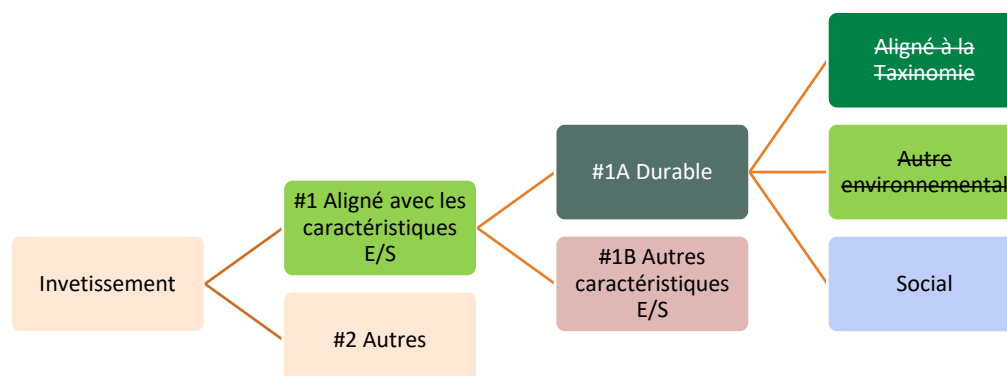 Invetissement
#1 Aligné avec les
caractéristiques
E/S
#2 Autres
#1A Durable
#1B Autres
caractéristiques
E/S
Aligné à la
Taxinomie
Autre
environnemental
Social